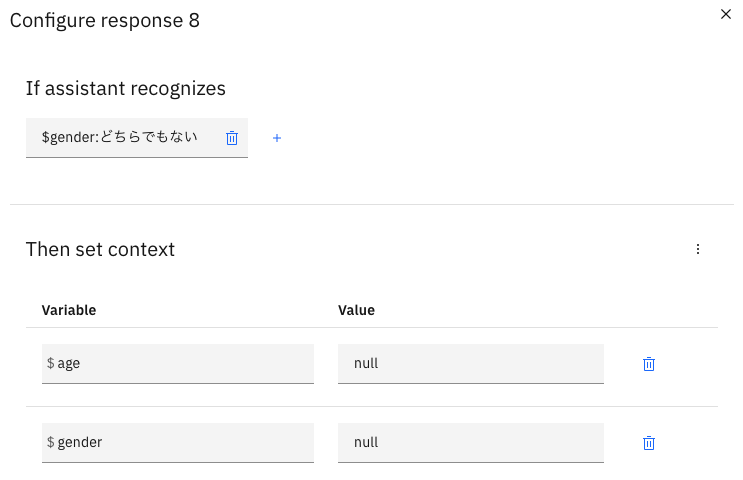 Configure response 8
If assistant recognizes
$gender:どちらでもない
Then set context
Variable Value
$ age null
$ gender null